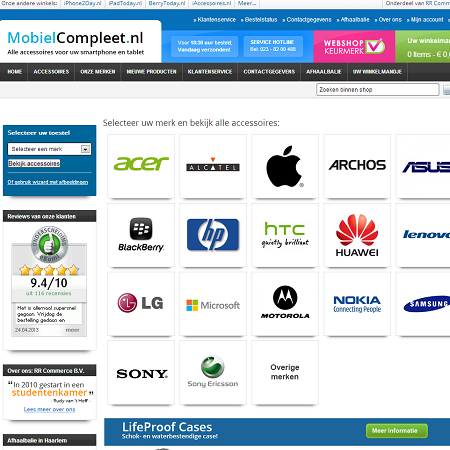 Onze andere winkels: iPhone2Day.nl iPadToday.nl BerryToday.nl iAccessoires.nl Meer...
Onderdeel van RR Comme
MobielCompleet.nl
Alle accessoires voor uw smartphone en tablet
» Klantenservice » Bestelstatus » Contactgegevens » Afhaalbalie » Over ons » Mijn account
Voor 18:30 uur besteld,
Vandaag verzonden!
SERVICE HOTLINE
Bel 023 - 82 00 488
WEBSHOP
KEURMERK
Uw winkelma
0 Items - € 0,
HOME ACCESSOIRES ONZE MERKEN NIEUWE PRODUCTEN KLANTENSERVICE CONTACTGEGEVENS AFHAALBALIE UW WINKELMANDJE
Zoeken binnen shop
Selecteer uw merk en bekijk alle accessoires:
Selecteer uw toestel
Selecteer een merk
Bekijk accessoires
Of gebruik wizard met afbeeldingen
acer
ALCATEL
ARCHOS
ASUS
BlackBerry
hp
htc
quietly brilliant
HUAWEI
lenovo
LG
Microsoft
MOTOROLA
NOKIA
Connecting People
SAMSUNG
SONY
Sony Ericsson
Overige
merken
Reviews van onze klanten
9.4/10
uit 116 recensies
Het is allemaal supersnel
gegaan. Vrijdag de
bestelling gedaan en
24.04.2013 more
Over ons: RR Commerce B.V.
"In 2010 gestart in een
studentenkamer"
- Rudy van 't Hoff -
Lees meer over ons
Afhaalbalie in Haarlem
LifeProof Cases
Schok- en waterbestendige case!
Meer informatie